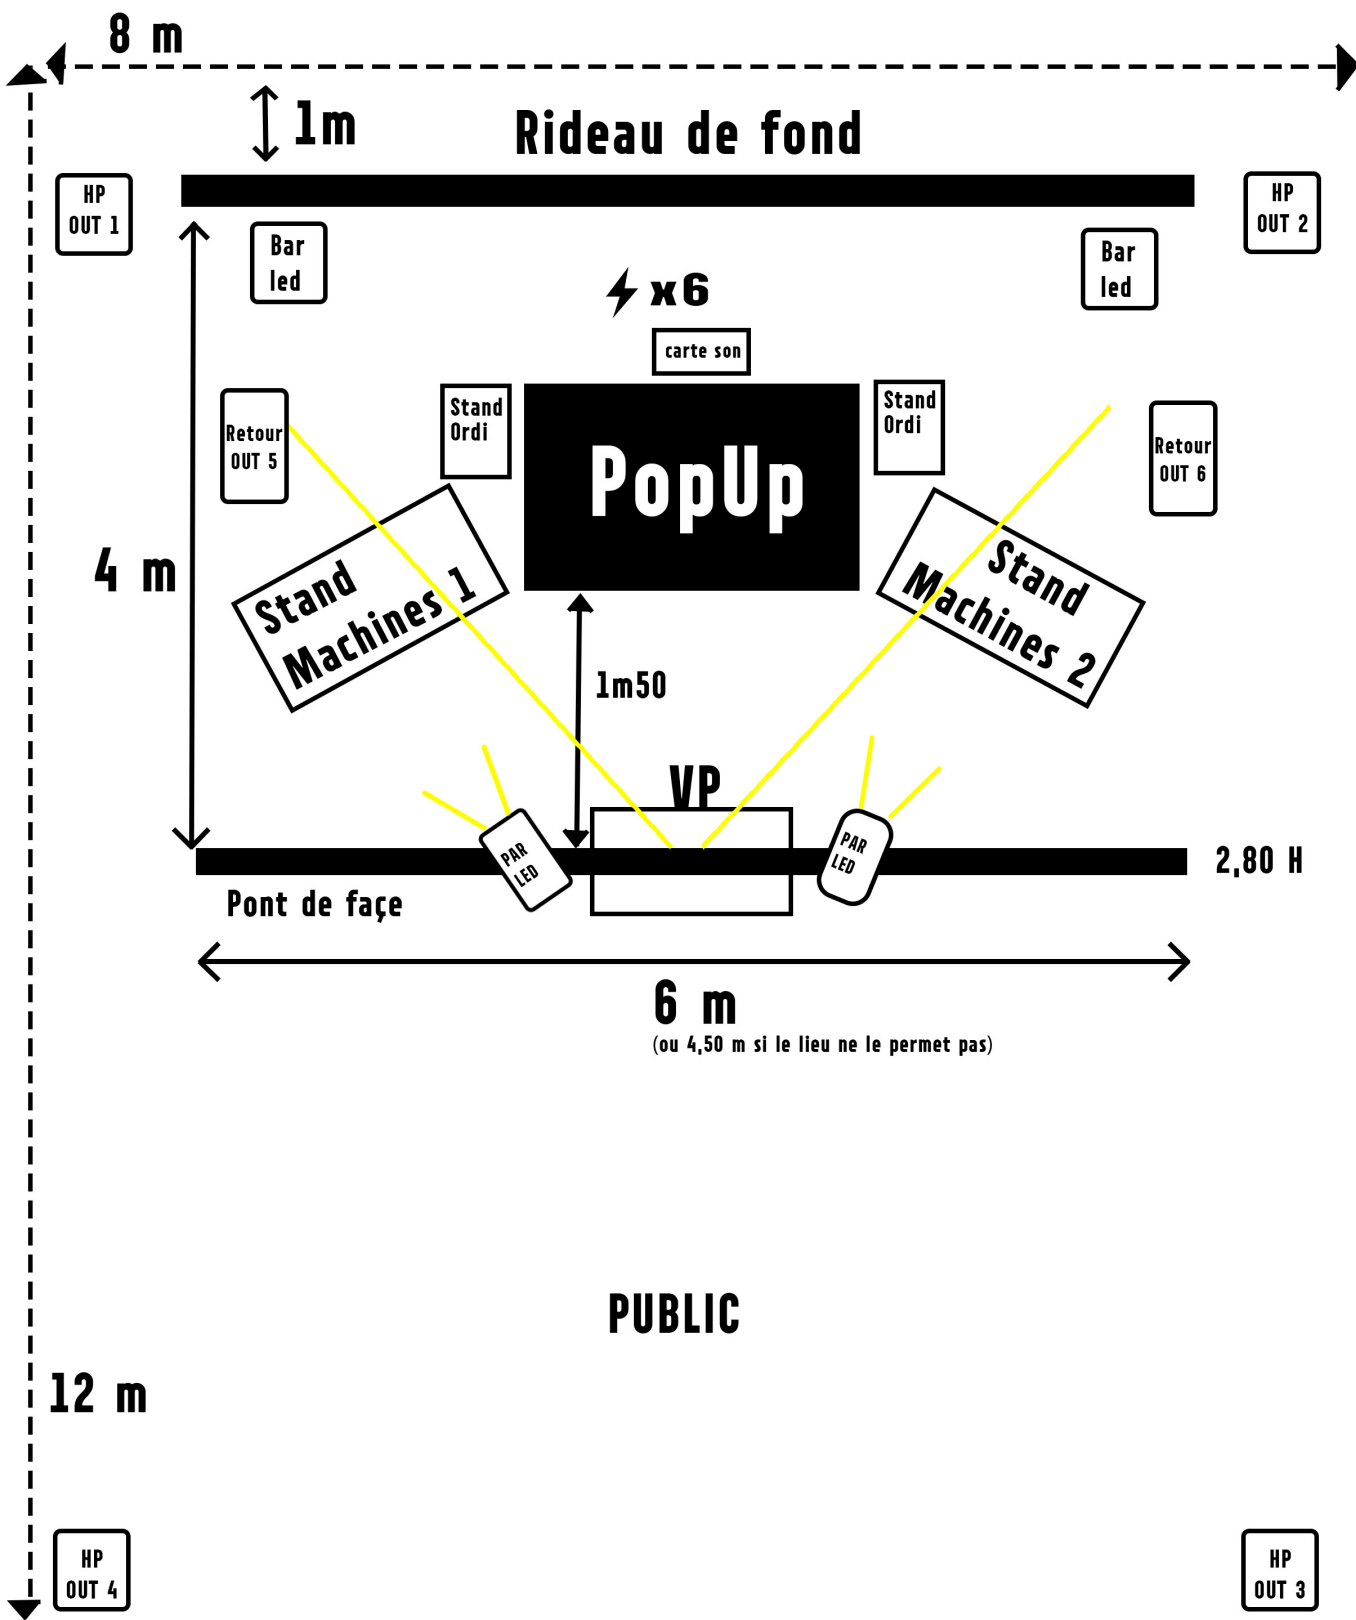 8 m
1m
Rideau de fond
HP
OUT 1
HP
OUT 2
Bar
led
Bar
led
x6
carte son
Stand
Ordi
Stand
Ordi
Retour
OUT 5
PopUp
Retour
OUT 6
4 m
Stand
Machines 1
Stand
Machines 2
1m50
VP
PAR
LED
PAR
LED
2,80 H
Pont de façe
6 m
(ou 4,50 m si le lieu ne le permet pas)
PUBLIC
12 m
HP
OUT 4
HP
OUT 3